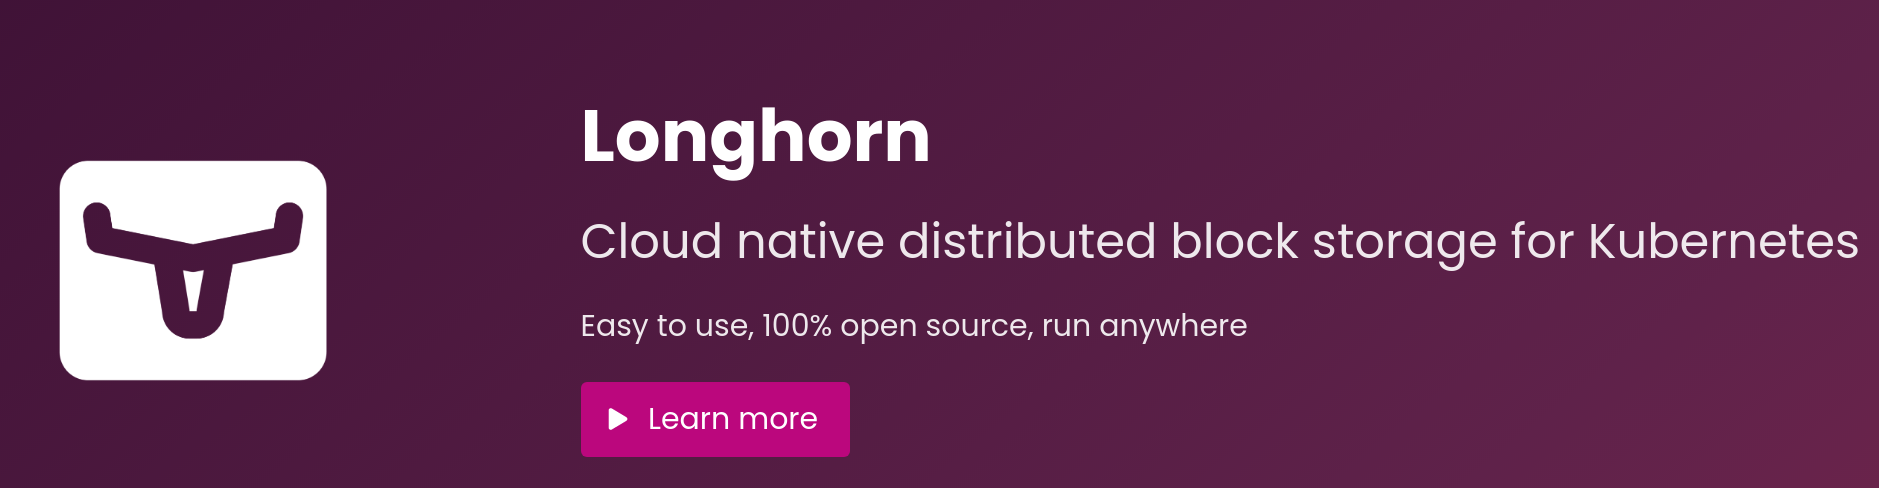 Longhorn
Cloud native distributed block storage for Kubernetes
Easy to use, 100% open source, run anywhere
Learn more